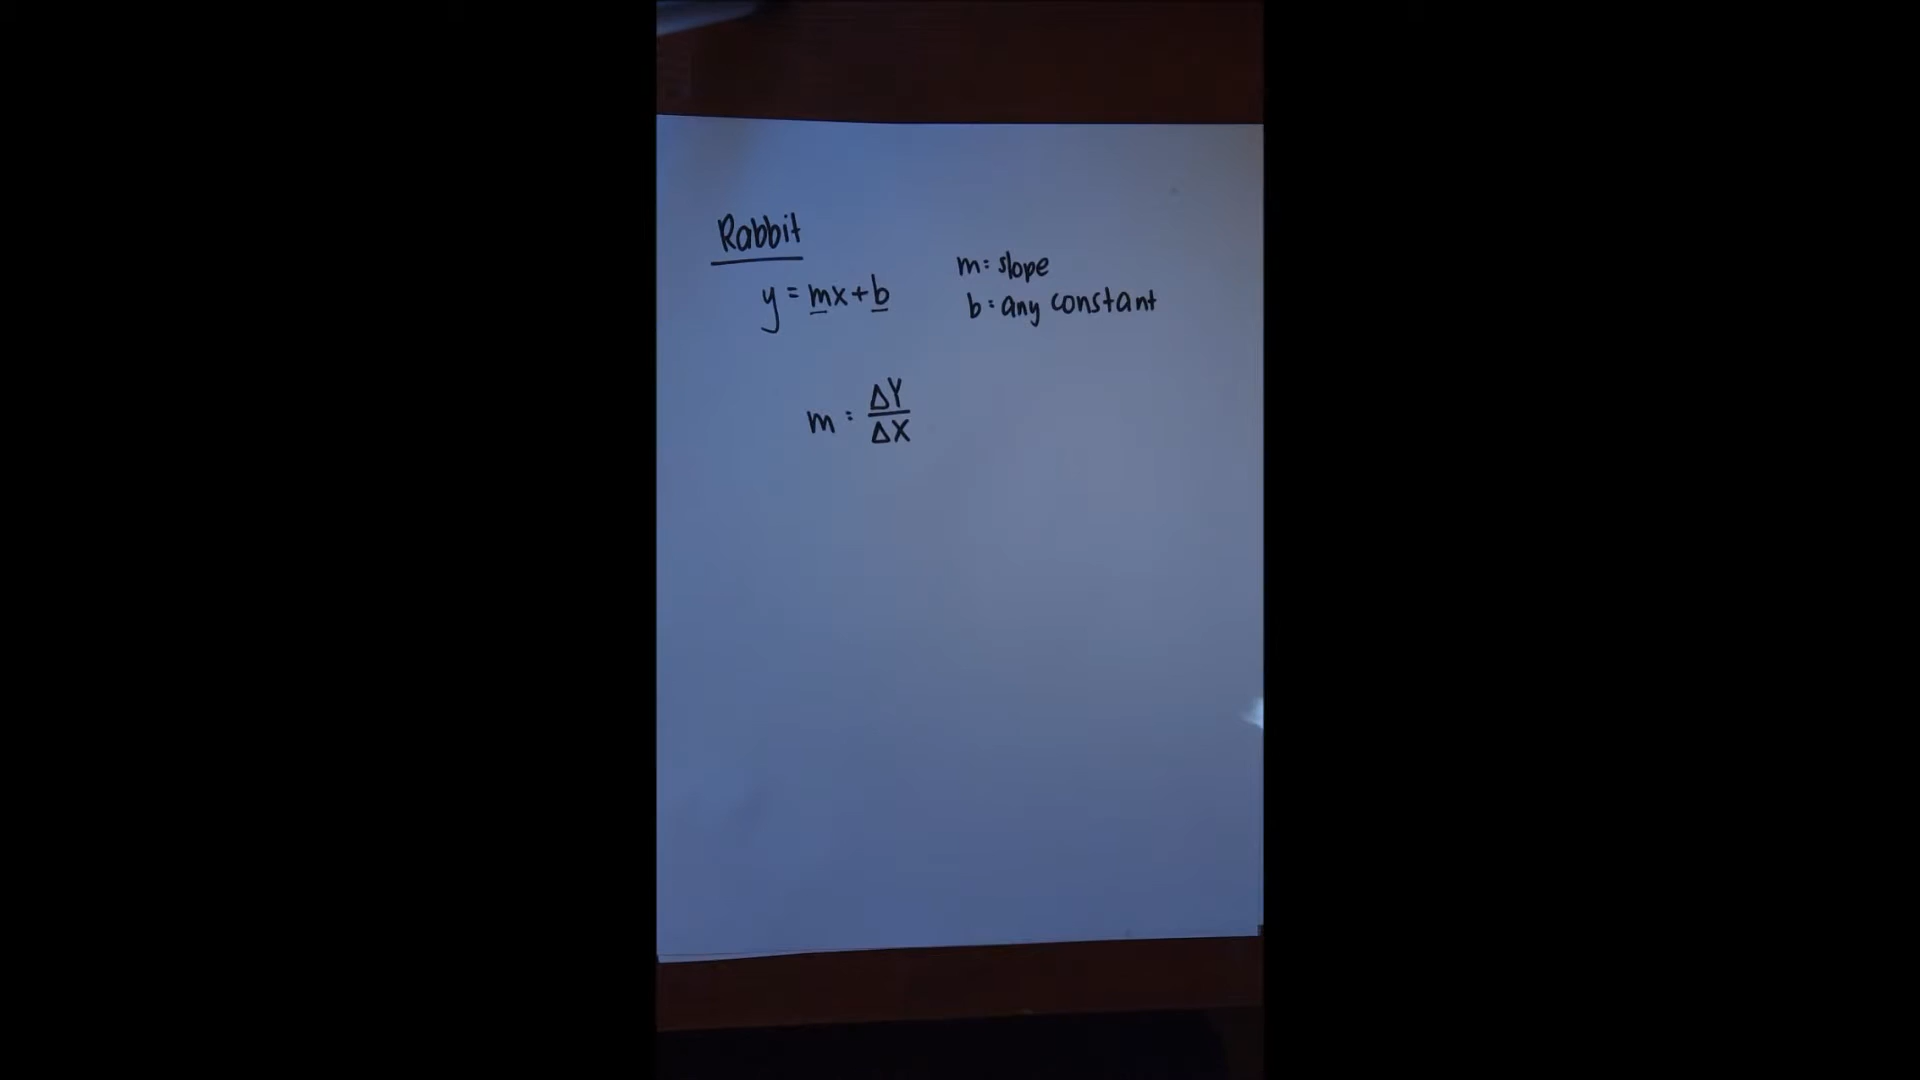 Rabbit
y = mx + b
m = slope
b = any constant
m = ΔY/ΔX